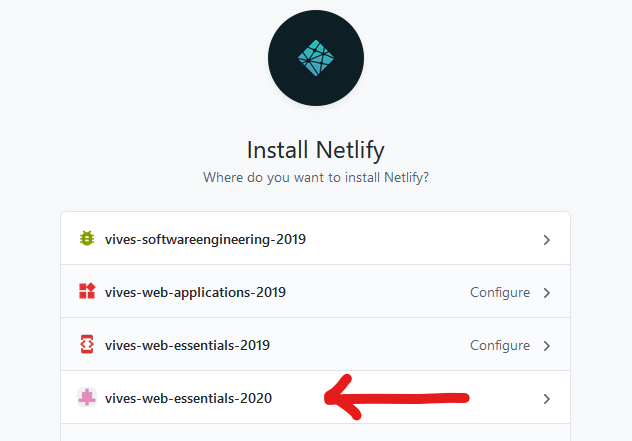 Install Netlify
Where do you want to install Netlify?
vives-softwareengineering-2019
vives-web-applications-2019 Configure
vives-web-essentials-2019 Configure
vives-web-essentials-2020